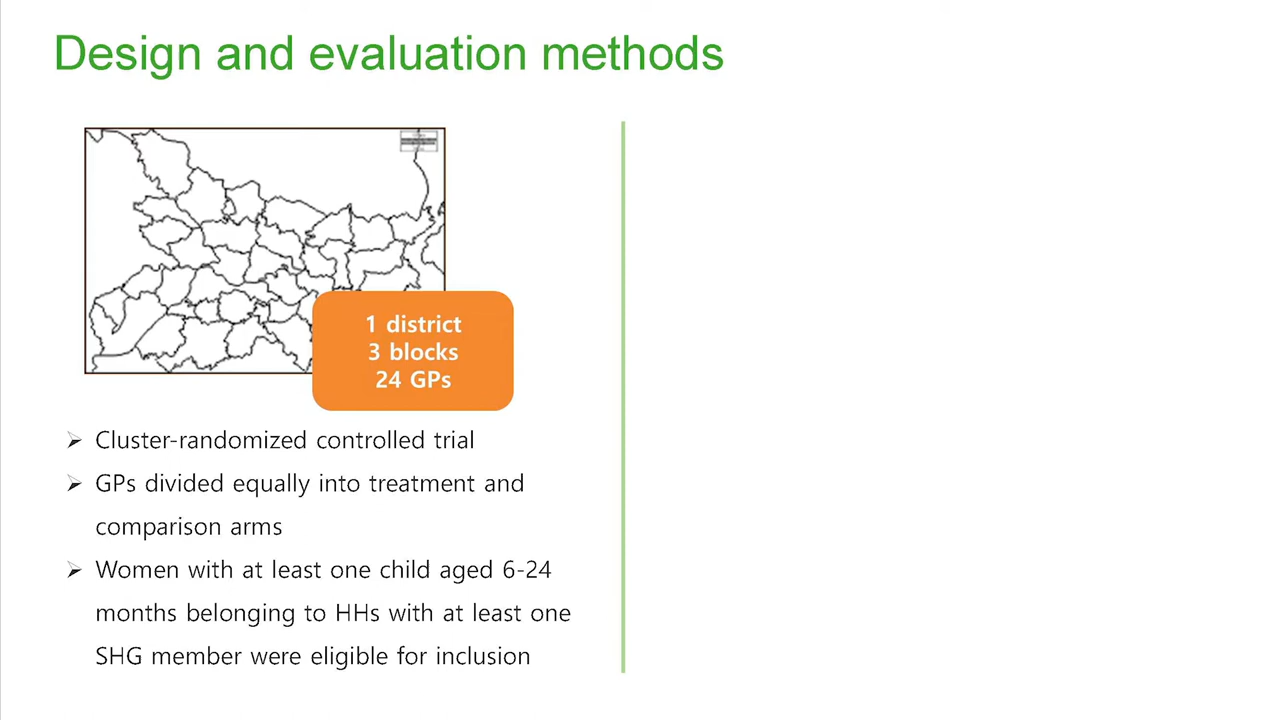 Design and evaluation methods
1 district
3 blocks
24 GPs
➢ Cluster-randomized controlled trial
➢ GPs divided equally into treatment and
comparison arms
➢ Women with at least one child aged 6-24
months belonging to HHs with at least one
SHG member were eligible for inclusion